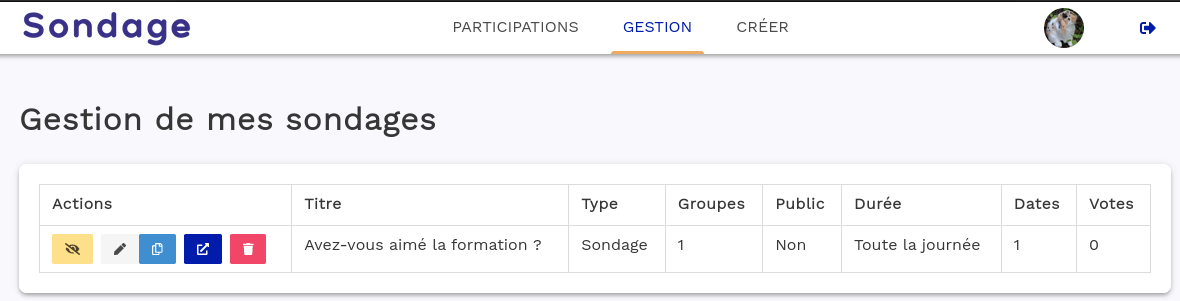 Sondage
PARTICIPATIONS GESTION CRÉER
Gestion de mes sondages
Actions Titre Type Groupes Public Durée Dates Votes
Avez-vous aimé la formation ? Sondage 1 Non Toute la journée 1 0